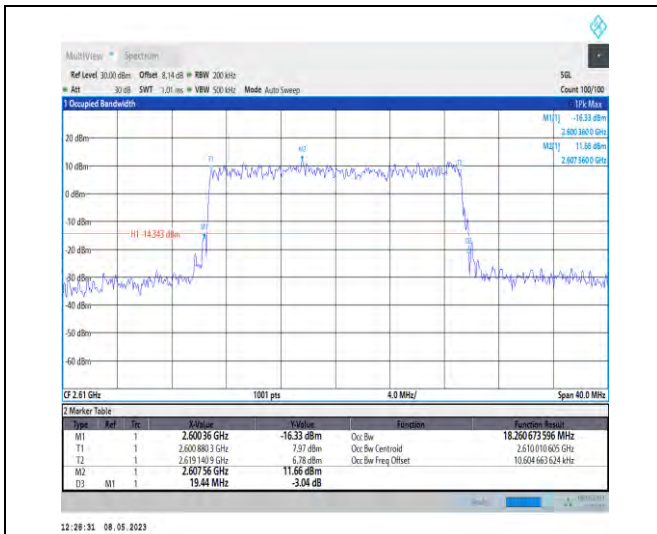 MultiView Spectrum
Ref Level 30.00 dBm Offset 8.14 dB RBW 200 kHz SGL
Att 30 dB SWT 1.01 ms VBW 500 kHz Mode Auto Sweep Count 100/100
1 Occupied Bandwidth 1Pk Max
M1[1] -16.33 dBm
2.600 360 0 GHz
M2[1] 11.66 dBm
2.607 560 0 GHz
20 dBm
10 dBm
0 dBm
-10 dBm
-20 dBm
-30 dBm
-40 dBm
-50 dBm
-60 dBm
T1
M2
T2
M1
H1 -14.343 dBm
D3
CF 2.61 GHz 1001 pts 4.0 MHz/ Span 40.0 MHz
2 Marker Table
Type Ref Trc X-Value Y-Value Function Function Result
M1 1 2.600 36 GHz -16.33 dBm Occ Bw 18.260 673 596 MHz
T1 1 2.600 880 3 GHz 7.97 dBm Occ Bw Centroid 2.610 010 605 GHz
T2 1 2.619 140 9 GHz 6.78 dBm Occ Bw Freq Offset 10.604 663 624 kHz
M2 1 2.607 56 GHz 11.66 dBm
D3 M1 1 19.44 MHz -3.04 dB
12:28:31 08.05.2023